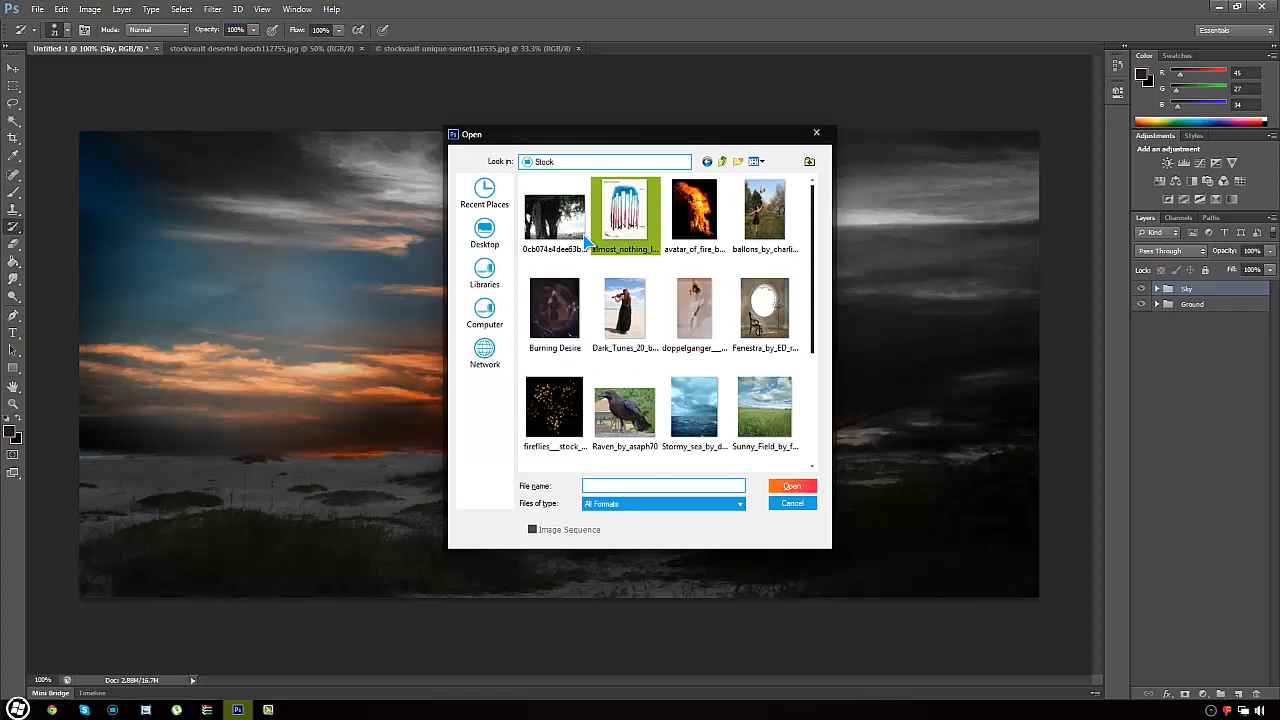 Ps File Edit Image Layer Type Select Filter 3D View Window Help
21 Mode: Normal Opacity: 100% Flow: 100% Essentials
Untitled-1 @ 100% (Sky, RGB/8) * × stockvault-deserted-beach112755.jpg @ 50% (RGB/8) × © stockvault-unique-sunset116535.jpg @ 33.3% (RGB/8) ×
Color Swatches
R 45
G 27
B 34
Adjustments Styles
Add an adjustment
Layers Channels Paths
Kind
Pass Through Opacity: 100%
Lock: Fill: 100%
Sky
Ground
Ps Open
Look in: Stock
Recent Places
Desktop
Libraries
Computer
Network
0cb074a4dee63b... almost_nothing_l... avatar_of_fire_b... ballons_by_charli...
Burning Desire Dark_Tunes_20_b... doppelganger___... Fenestra_by_ED_r...
fireflies___stock_... Raven_by_asaph70 Stormy_sea_by_d... Sunny_Field_by_f...
File name: Open
Files of type: All Formats Cancel
Image Sequence
100% Doc: 2.88M/16.7M
Mini Bridge Timeline